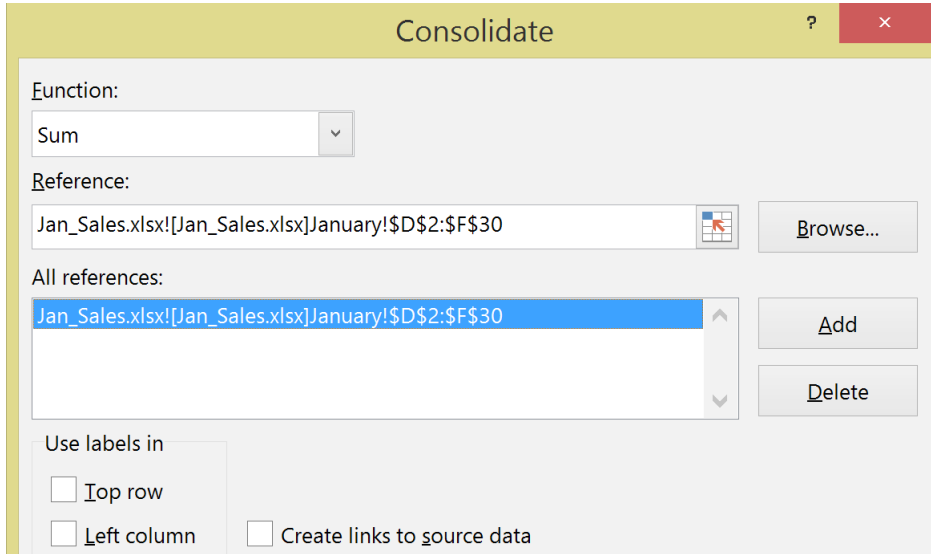 Consolidate
?
Function:
Sum
Reference:
Jan_Sales.xlsx![Jan_Sales.xlsx]January!$D$2:$F$30
Browse...
All references:
Jan_Sales.xlsx![Jan_Sales.xlsx]January!$D$2:$F$30
Add
Delete
Use labels in
Top row
Left column
Create links to source data